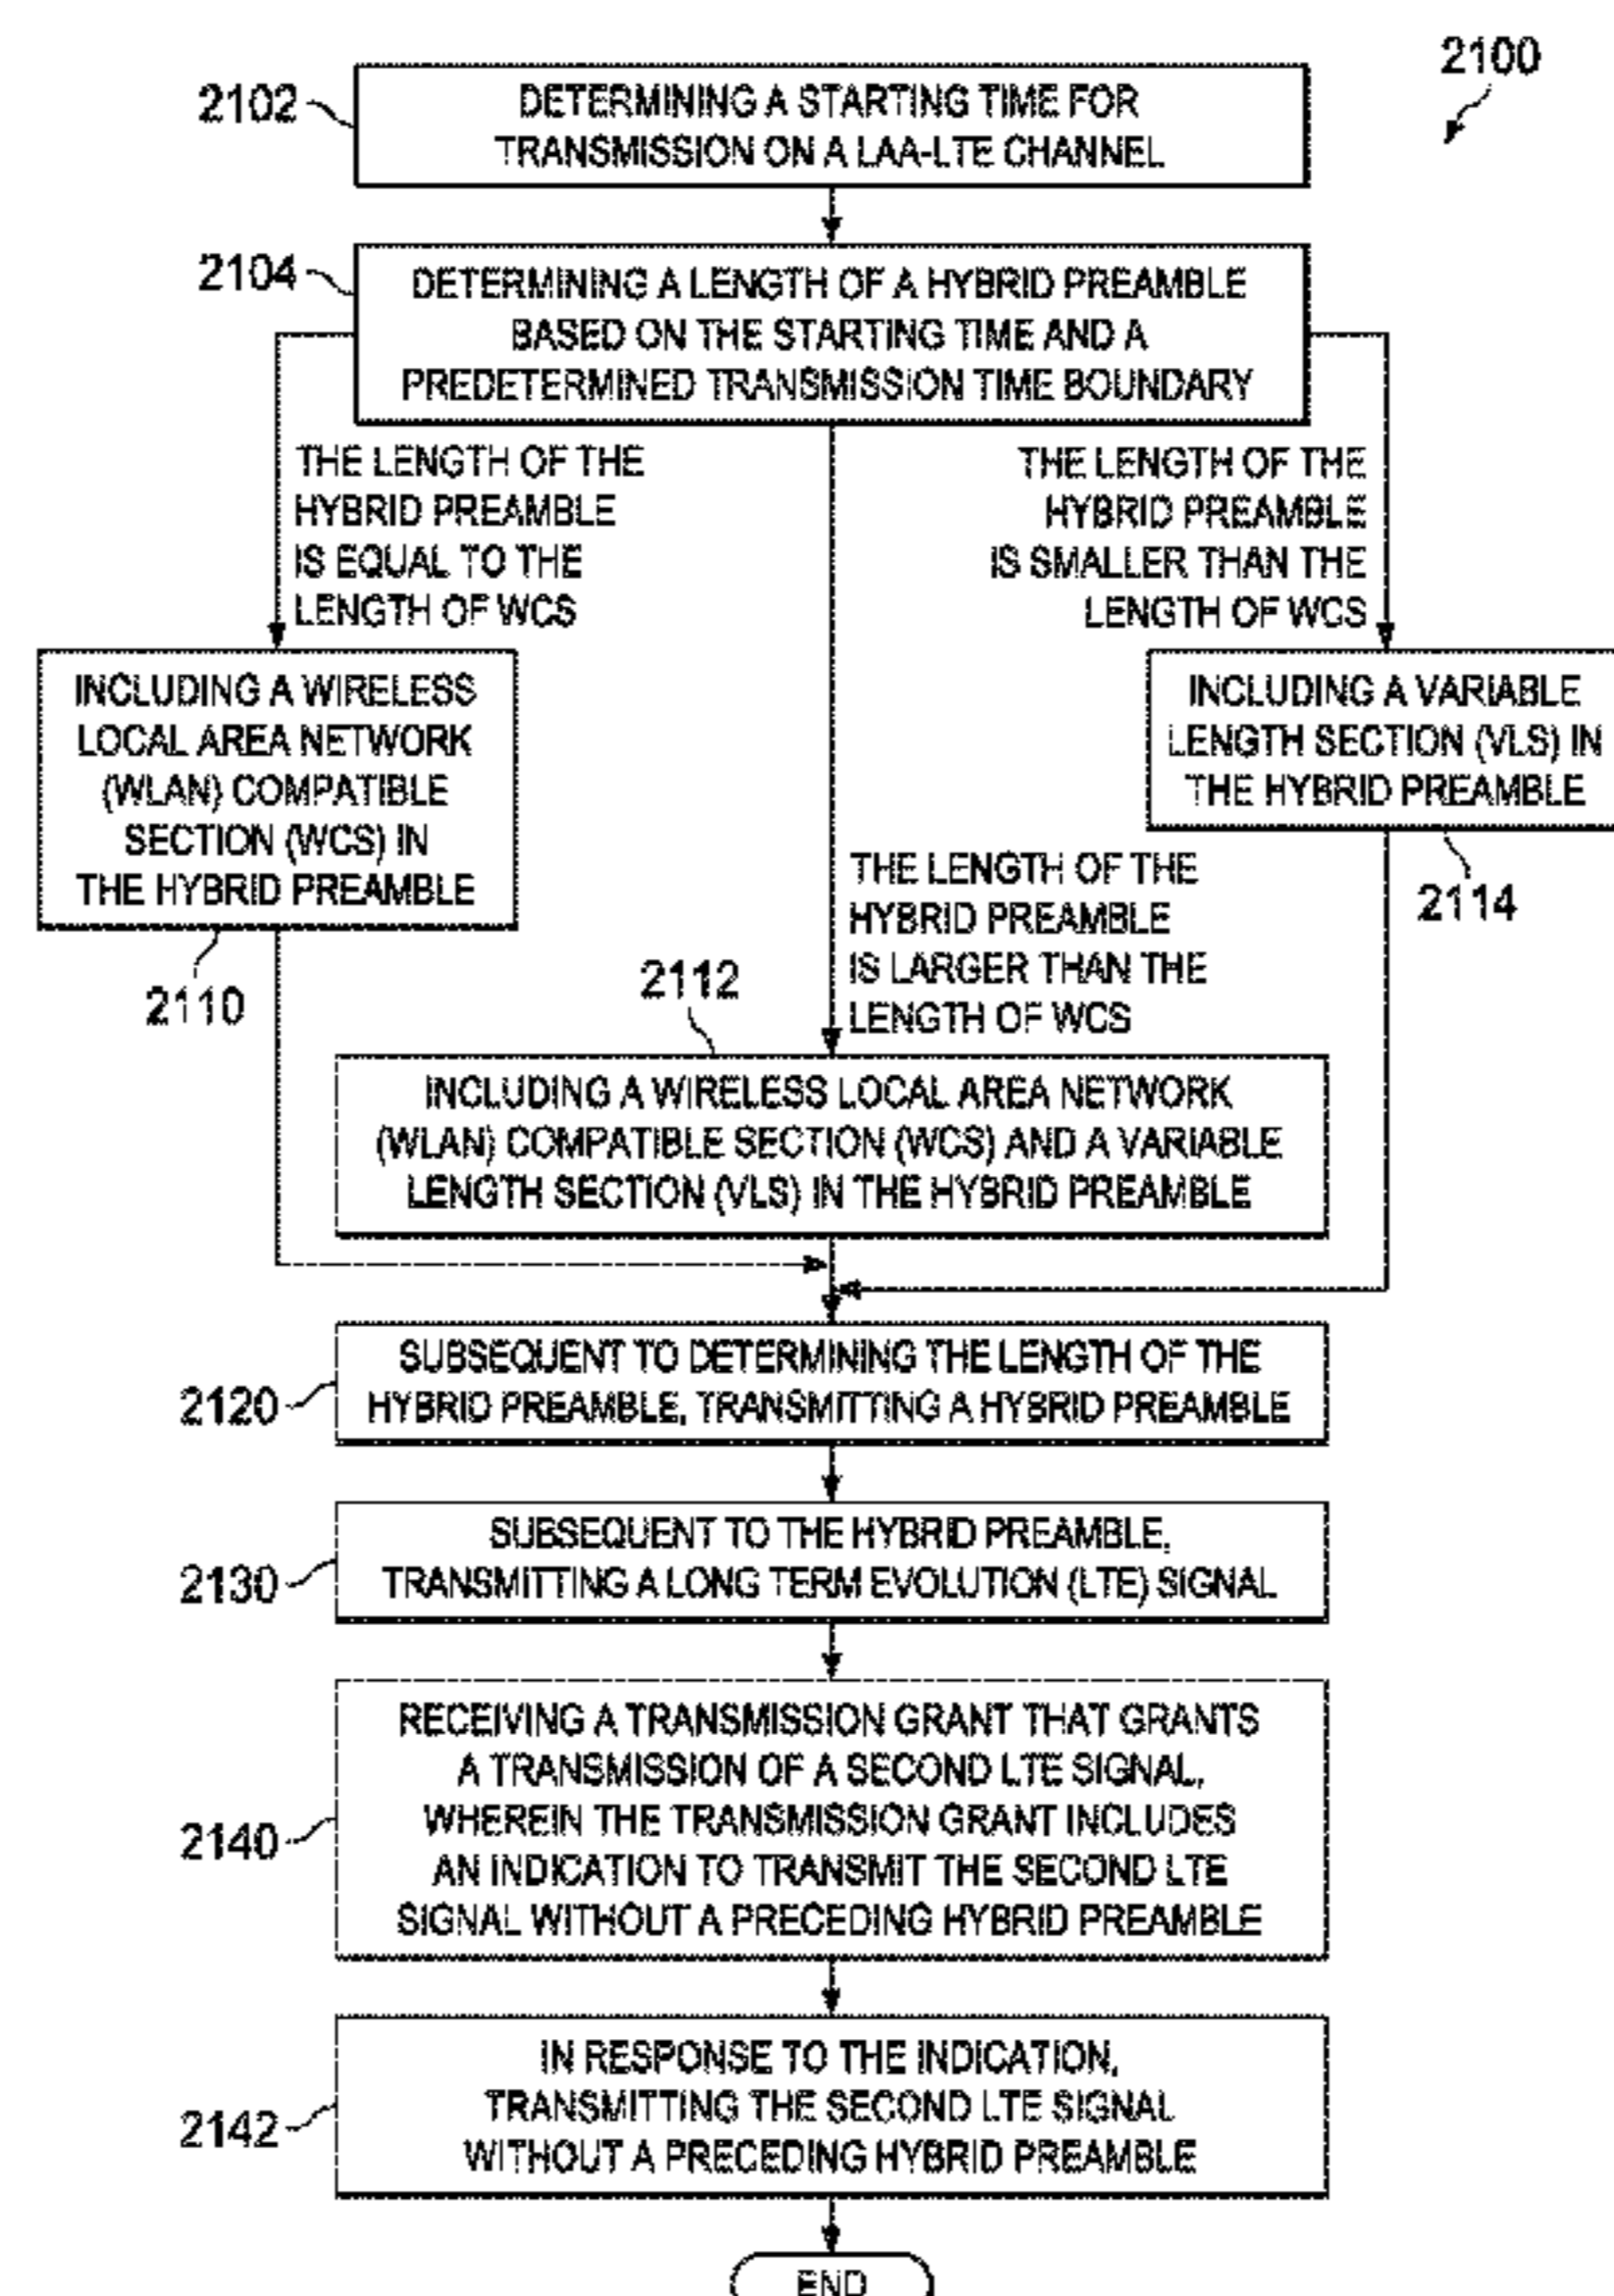 2100
2102
DETERMINING A STARTING TIME FOR
TRANSMISSION ON A LAA-LTE CHANNEL
2104
DETERMINING A LENGTH OF A HYBRID PREAMBLE
BASED ON THE STARTING TIME AND A
PREDETERMINED TRANSMISSION TIME BOUNDARY
THE LENGTH OF THE
HYBRID PREAMBLE
IS EQUAL TO THE
LENGTH OF WCS
THE LENGTH OF THE
HYBRID PREAMBLE
IS SMALLER THAN THE
LENGTH OF WCS
INCLUDING A WIRELESS
LOCAL AREA NETWORK
(WLAN) COMPATIBLE
SECTION (WCS) IN
THE HYBRID PREAMBLE
2110
INCLUDING A VARIABLE
LENGTH SECTION (VLS) IN
THE HYBRID PREAMBLE
2114
THE LENGTH OF THE
HYBRID PREAMBLE
IS LARGER THAN THE
LENGTH OF WCS
2112
INCLUDING A WIRELESS LOCAL AREA NETWORK
(WLAN) COMPATIBLE SECTION (WCS) AND A VARIABLE
LENGTH SECTION (VLS) IN THE HYBRID PREAMBLE
2120
SUBSEQUENT TO DETERMINING THE LENGTH OF THE
HYBRID PREAMBLE, TRANSMITTING A HYBRID PREAMBLE
2130
SUBSEQUENT TO THE HYBRID PREAMBLE,
TRANSMITTING A LONG TERM EVOLUTION (LTE) SIGNAL
2140
RECEIVING A TRANSMISSION GRANT THAT GRANTS
A TRANSMISSION OF A SECOND LTE SIGNAL,
WHEREIN THE TRANSMISSION GRANT INCLUDES
AN INDICATION TO TRANSMIT THE SECOND LTE
SIGNAL WITHOUT A PRECEDING HYBRID PREAMBLE
2142
IN RESPONSE TO THE INDICATION,
TRANSMITTING THE SECOND LTE SIGNAL
WITHOUT A PRECEDING HYBRID PREAMBLE
END